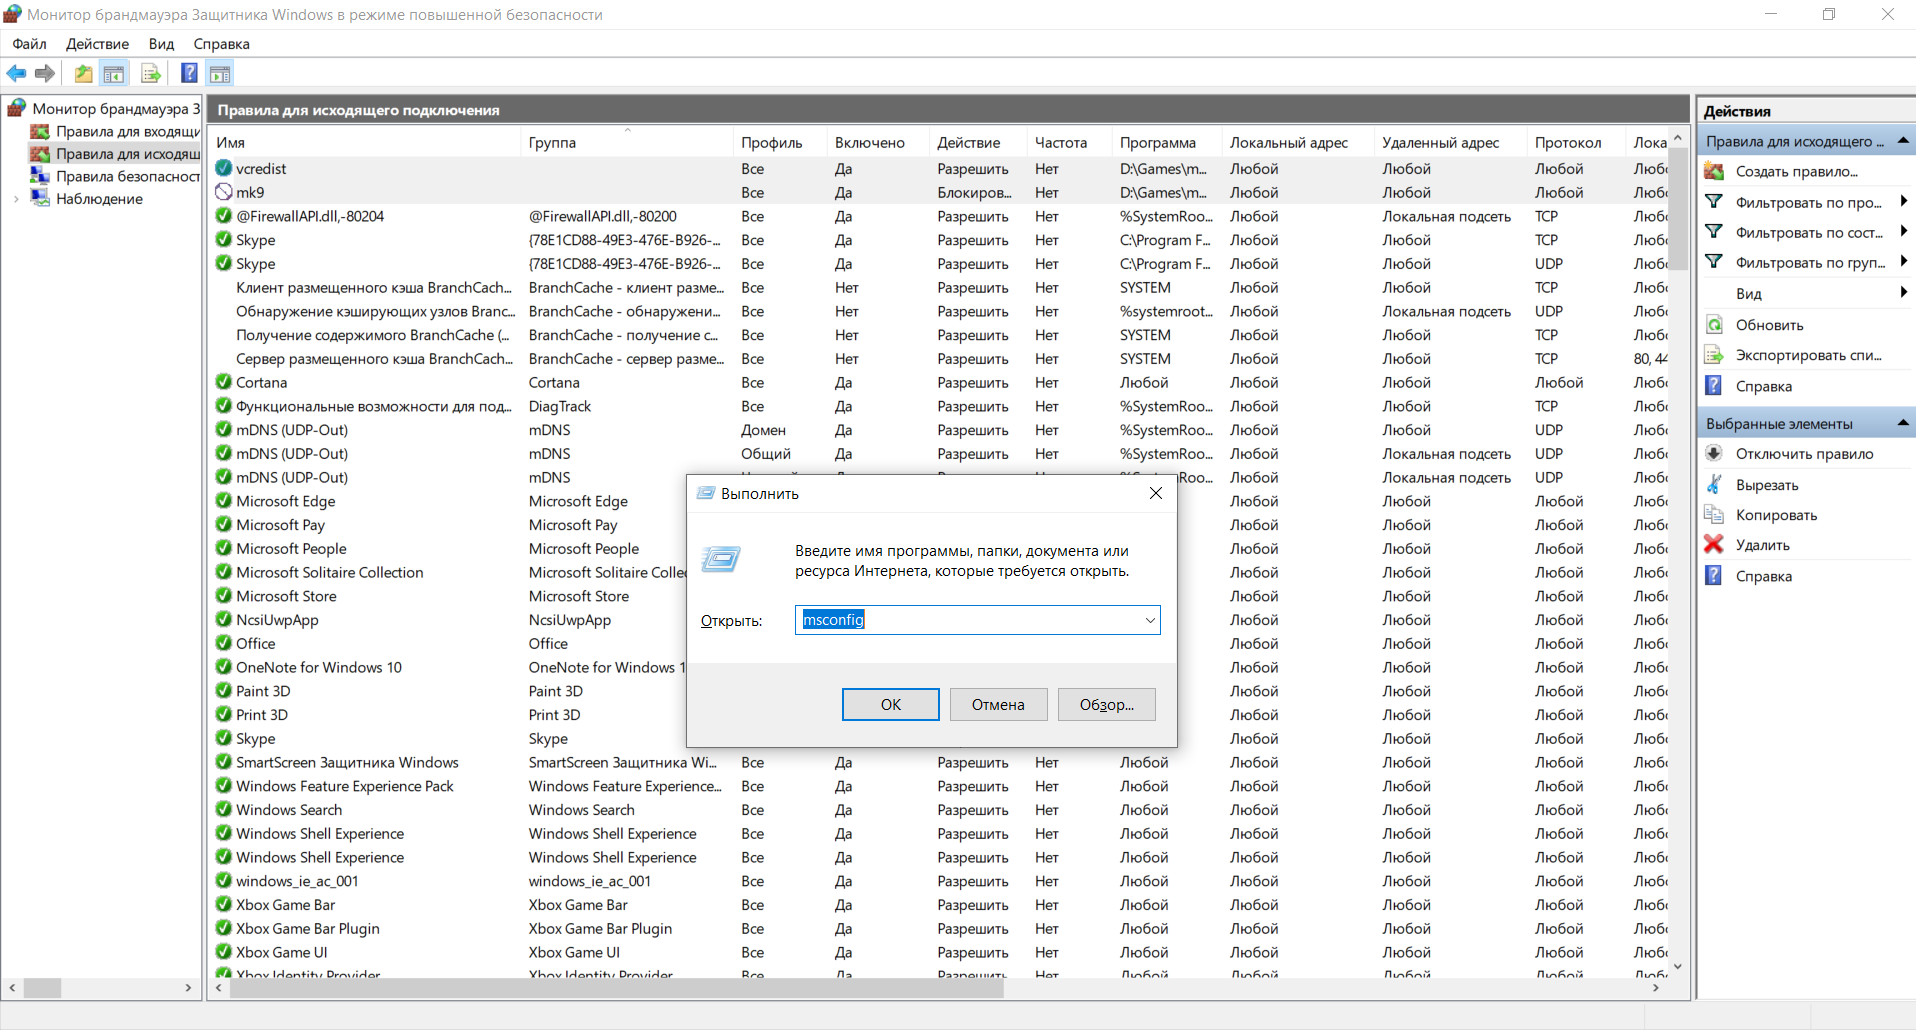 Монитор брандмауэра Защитника Windows в режиме повышенной безопасности
Файл Действие Вид Справка
Монитор брандмауэра З
Правила для входящи
Правила для исходящ
Правила безопасност
Наблюдение
Правила для исходящего подключения
Имя Группа Профиль Включено Действие Частота Программа Локальный адрес Удаленный адрес Протокол Лока
vcredist Все Да Разрешить Нет D:\Games\m... Любой Любой Любой Любо
mk9 Все Да Блокиров... Нет D:\Games\m... Любой Любой Любой Любо
@FirewallAPI.dll,-80204 @FirewallAPI.dll,-80200 Все Да Разрешить Нет %SystemRoo... Любой Локальная подсеть TCP Любо
Skype {78E1CD88-49E3-476E-B926-... Все Да Разрешить Нет C:\Program F... Любой Любой TCP Любо
Skype {78E1CD88-49E3-476E-B926-... Все Да Разрешить Нет C:\Program F... Любой Любой UDP Любо
Клиент размещенного кэша BranchCach... BranchCache - клиент разме... Все Нет Разрешить Нет SYSTEM Любой Любой TCP Любо
Обнаружение кэширующих узлов Branc... BranchCache - обнаружени... Все Нет Разрешить Нет %systemroot... Любой Локальная подсеть UDP Любо
Получение содержимого BranchCache (... BranchCache - получение с... Все Нет Разрешить Нет SYSTEM Любой Любой TCP Любо
Сервер размещенного кэша BranchCach... BranchCache - сервер разме... Все Нет Разрешить Нет SYSTEM Любой Любой TCP 80, 44
Cortana Cortana Все Да Разрешить Нет Любой Любой Любой Любой Любо
Функциональные возможности для под... DiagTrack Все Да Разрешить Нет %SystemRoo... Любой Любой TCP Любо
mDNS (UDP-Out) mDNS Домен Да Разрешить Нет %SystemRoo... Любой Любой UDP Любо
mDNS (UDP-Out) mDNS Общий Да Разрешить Нет %SystemRoo... Любой Локальная подсеть UDP Любо
mDNS (UDP-Out) mDNS Любой Локальная подсеть UDP Любо
Microsoft Edge Microsoft Edge Любой Любой Любой Любо
Microsoft Pay Microsoft Pay Любой Любой Любой Любо
Microsoft People Microsoft People Любой Любой Любой Любо
Microsoft Solitaire Collection Microsoft Solitaire Collec Любой Любой Любой Любо
Microsoft Store Microsoft Store Любой Любой Любой Любо
NcsiUwpApp NcsiUwpApp Любой Любой Любой Любо
Office Office Любой Любой Любой Любо
OneNote for Windows 10 OneNote for Windows 1 Любой Любой Любой Любо
Paint 3D Paint 3D Любой Любой Любой Любо
Print 3D Print 3D Любой Любой Любой Любо
Skype Skype Любой Любой Любой Любо
SmartScreen Защитника Windows SmartScreen Защитника Wi... Все Да Разрешить Нет Любой Любой Любой Любой Любо
Windows Feature Experience Pack Windows Feature Experience... Все Да Разрешить Нет Любой Любой Любой Любой Любо
Windows Search Windows Search Все Да Разрешить Нет Любой Любой Любой Любой Любо
Windows Shell Experience Windows Shell Experience Все Да Разрешить Нет Любой Любой Любой Любой Любо
Windows Shell Experience Windows Shell Experience Все Да Разрешить Нет Любой Любой Любой Любой Любо
windows_ie_ac_001 windows_ie_ac_001 Все Да Разрешить Нет Любой Любой Любой Любой Любо
Xbox Game Bar Xbox Game Bar Все Да Разрешить Нет Любой Любой Любой Любой Любо
Xbox Game Bar Plugin Xbox Game Bar Plugin Все Да Разрешить Нет Любой Любой Любой Любой Любо
Xbox Game UI Xbox Game UI Все Да Разрешить Нет Любой Любой Любой Любой Любо
Xbox Identity Provider Xbox Identity Provider Все Да Разрешить Нет Любой Любой Любой Любой Любо
Выполнить
Введите имя программы, папки, документа или
ресурса Интернета, которые требуется открыть.
Открыть: msconfig
ОК Отмена Обзор...
Действия
Правила для исходящего ...
Создать правило...
Фильтровать по про...
Фильтровать по сост...
Фильтровать по груп...
Вид
Обновить
Экспортировать спи...
Справка
Выбранные элементы
Отключить правило
Вырезать
Копировать
Удалить
Справка